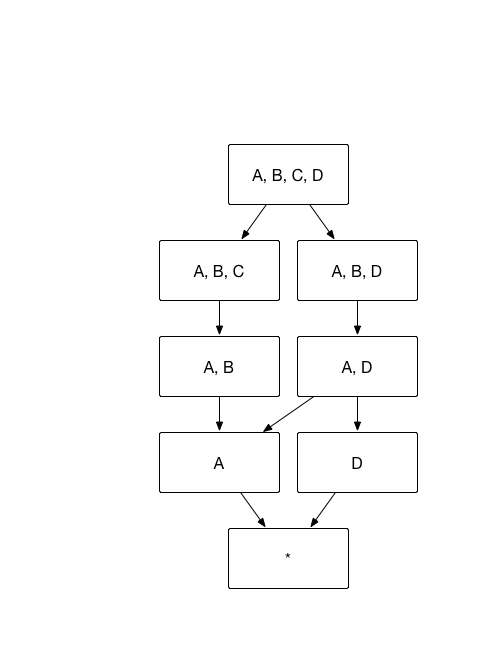 A, B, C, D
A, B, C
A, B, D
A, B
A, D
A
D
*